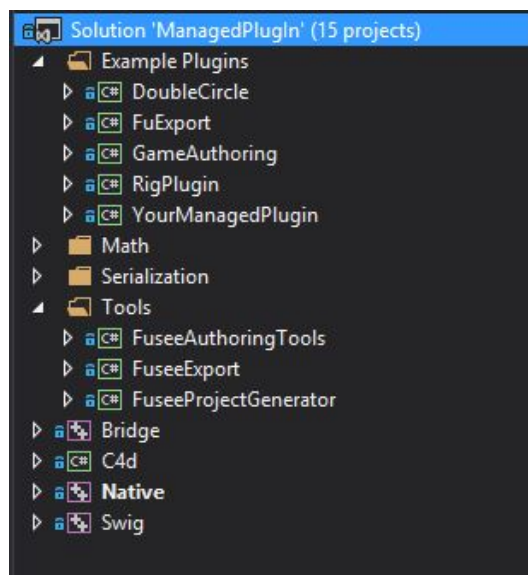 Solution 'ManagedPlugIn' (15 projects)
Example Plugins
C# DoubleCircle
C# FuExport
C# GameAuthoring
C# RigPlugin
C# YourManagedPlugin
Math
Serialization
Tools
C# FuseeAuthoringTools
C# FuseeExport
C# FuseeProjectGenerator
Bridge
C# C4d
Native
Swig